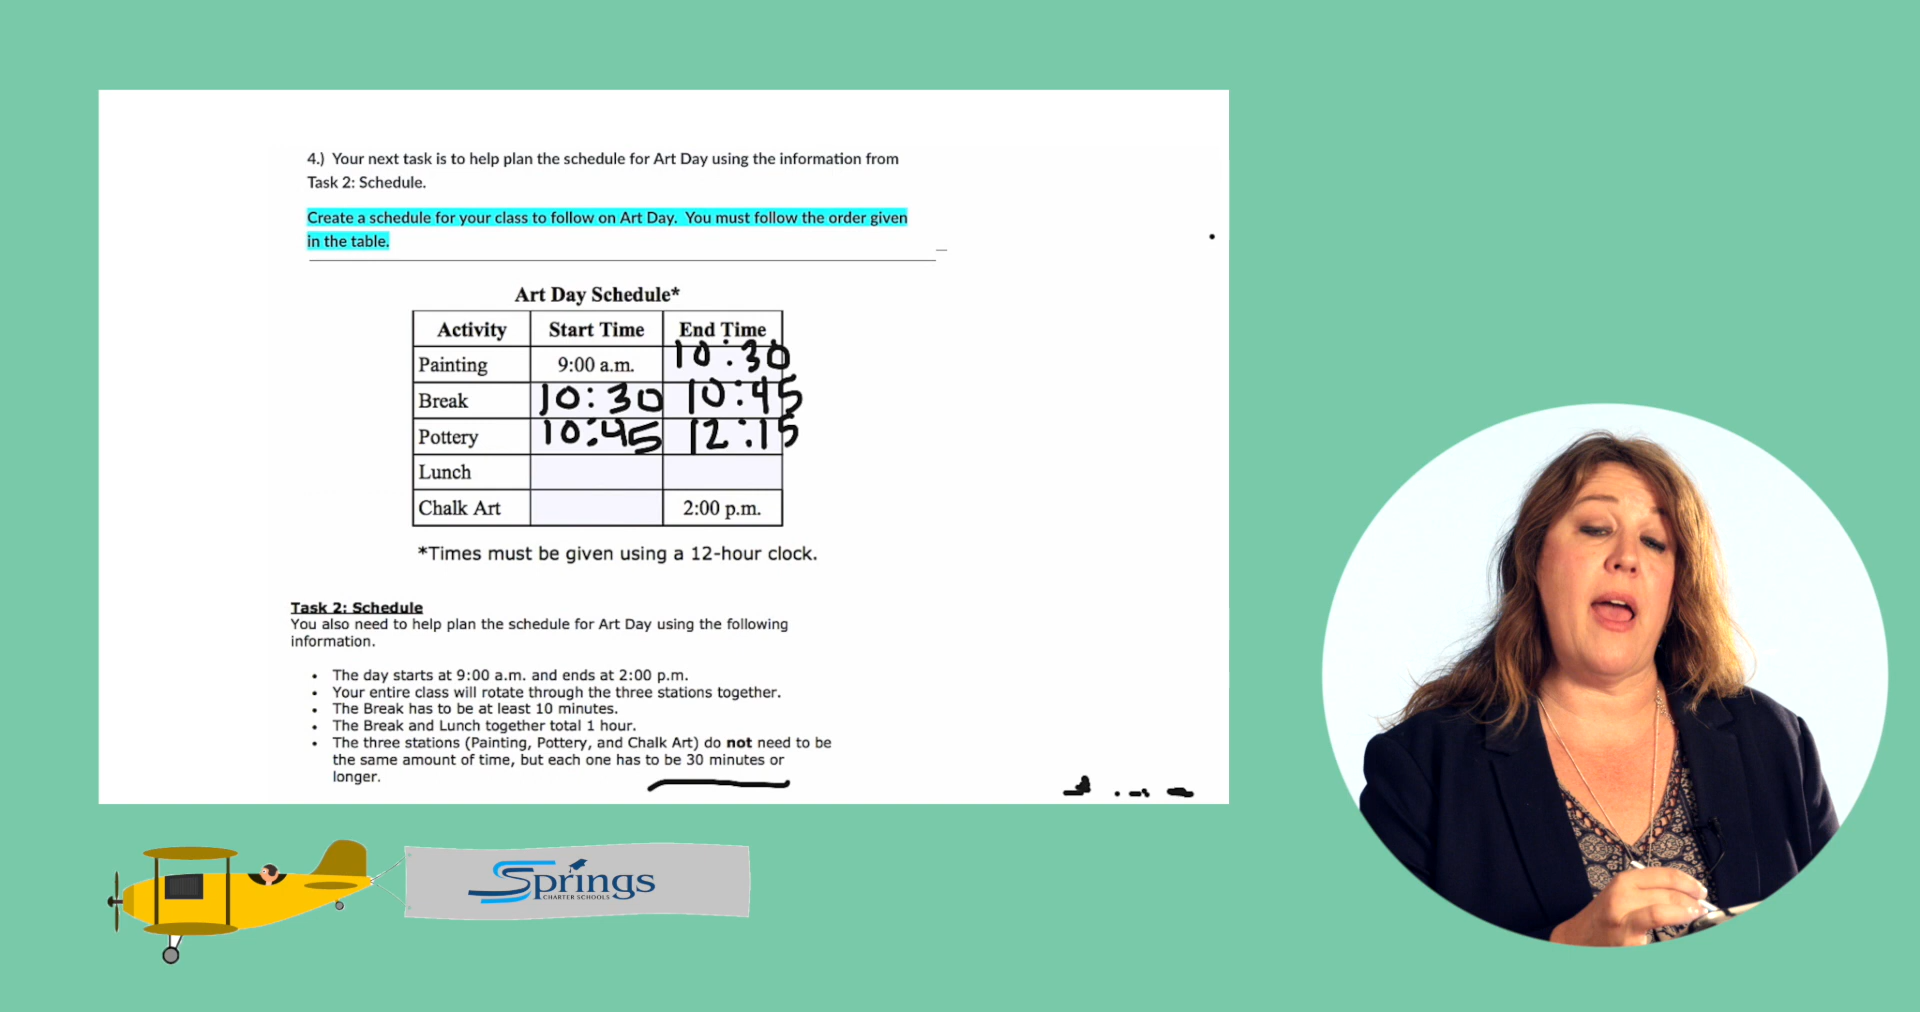 4.) Your next task is to help plan the schedule for Art Day using the information from
Task 2: Schedule.
Create a schedule for your class to follow on Art Day. You must follow the order given
in the table.
Art Day Schedule*
Activity Start Time End Time
Painting 9:00 a.m. 10:30
Break 10:30 10:45
Pottery 10:45 12:15
Lunch
Chalk Art 2:00 p.m.
*Times must be given using a 12-hour clock.
Task 2: Schedule
You also need to help plan the schedule for Art Day using the following
information.
• The day starts at 9:00 a.m. and ends at 2:00 p.m.
• Your entire class will rotate through the three stations together.
• The Break has to be at least 10 minutes.
• The Break and Lunch together total 1 hour.
• The three stations (Painting, Pottery, and Chalk Art) do not need to be
the same amount of time, but each one has to be 30 minutes or
longer.
Springs
CHARTER SCHOOLS